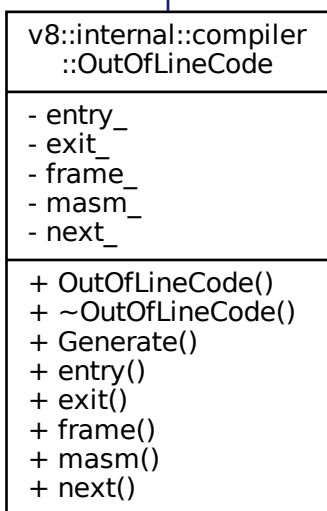 v8::internal::compiler
::OutOfLineCode
- entry_
- exit_
- frame_
- masm_
- next_
+ OutOfLineCode()
+ ~OutOfLineCode()
+ Generate()
+ entry()
+ exit()
+ frame()
+ masm()
+ next()